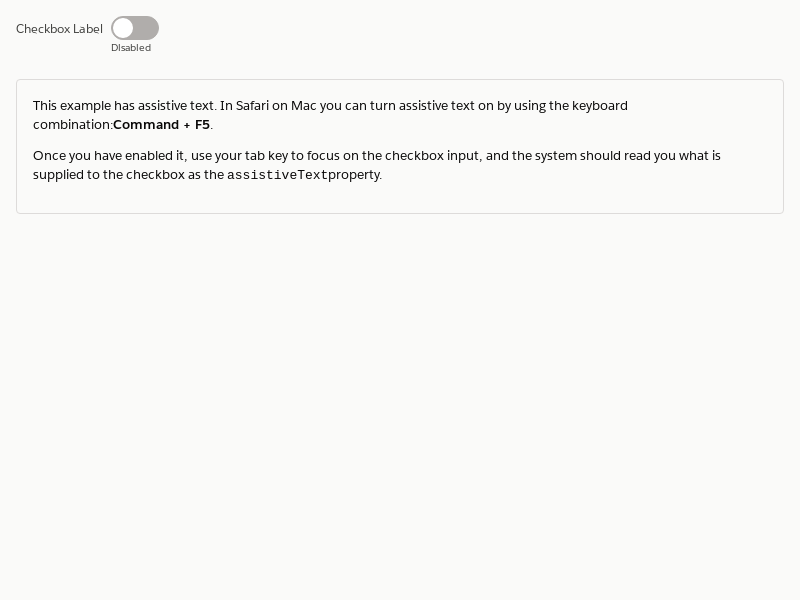 Checkbox Label
DIsabled
This example has assistive text. In Safari on Mac you can turn assistive text on by using the keyboard
combination:Command + F5.
Once you have enabled it, use your tab key to focus on the checkbox input, and the system should read you what is
supplied to the checkbox as the assistiveTextproperty.